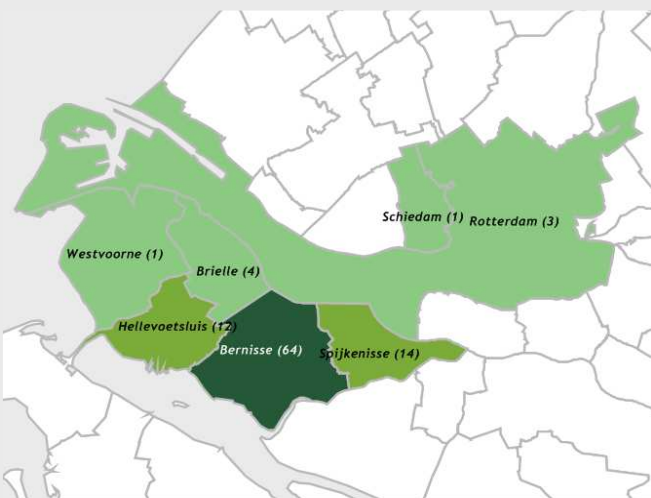 Schiedam (1)
Rotterdam (3)
Westvoorne (1)
Brielle (4)
Hellevoetsluis (12)
Bernisse (64)
Spijkenisse (14)